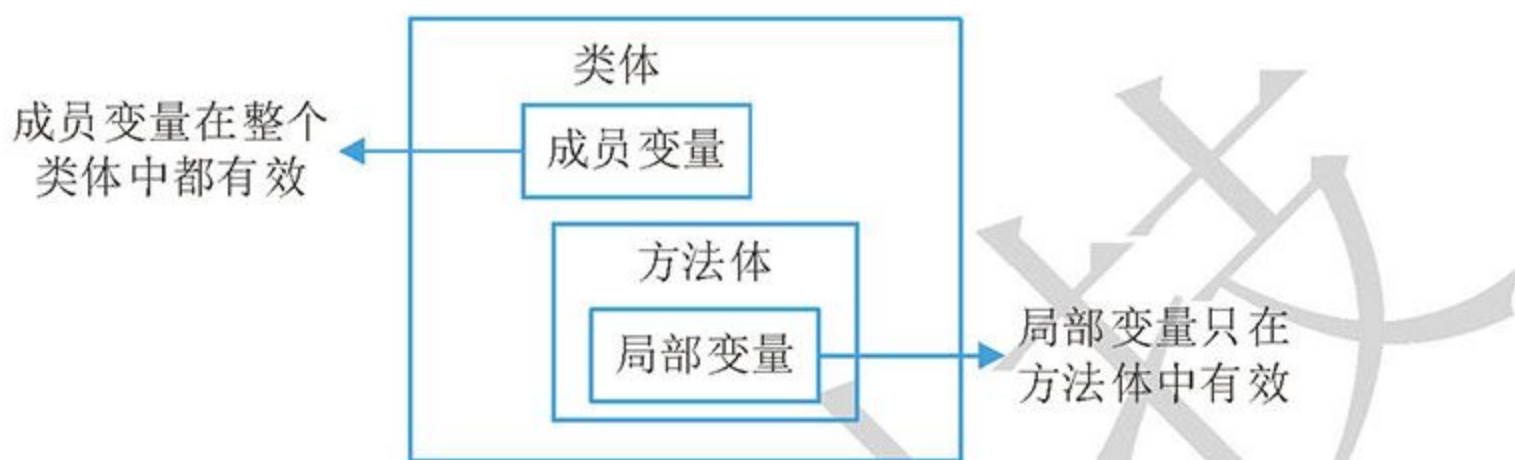 类体
成员变量在整个
类体中都有效
成员变量
方法体
局部变量
局部变量只在
方法体中有效